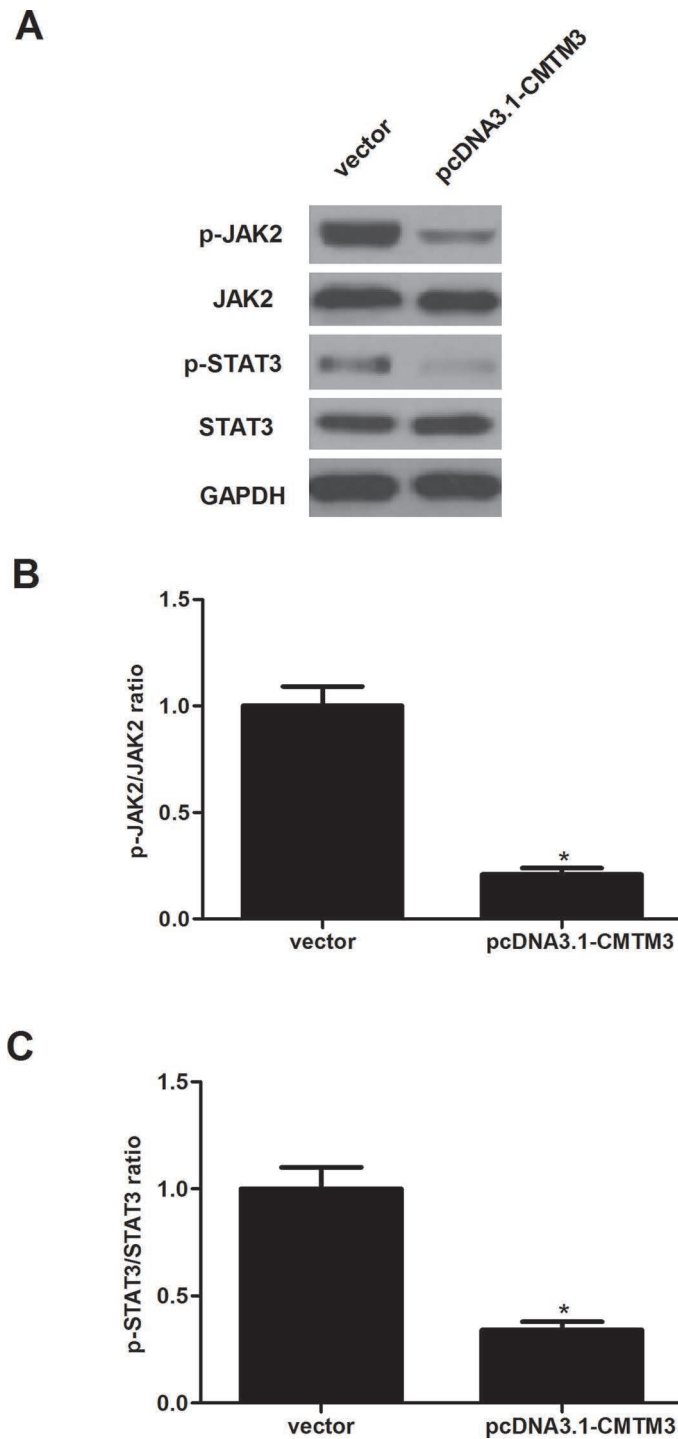 A
vector
pcDNA3.1-CMTM3
p-JAK2
JAK2
p-STAT3
STAT3
GAPDH
B
p-JAK2/JAK2 ratio
1.5
1.0
0.5
0.0
*
vector
pcDNA3.1-CMTM3
C
p-STAT3/STAT3 ratio
1.5
1.0
0.5
0.0
*
vector
pcDNA3.1-CMTM3